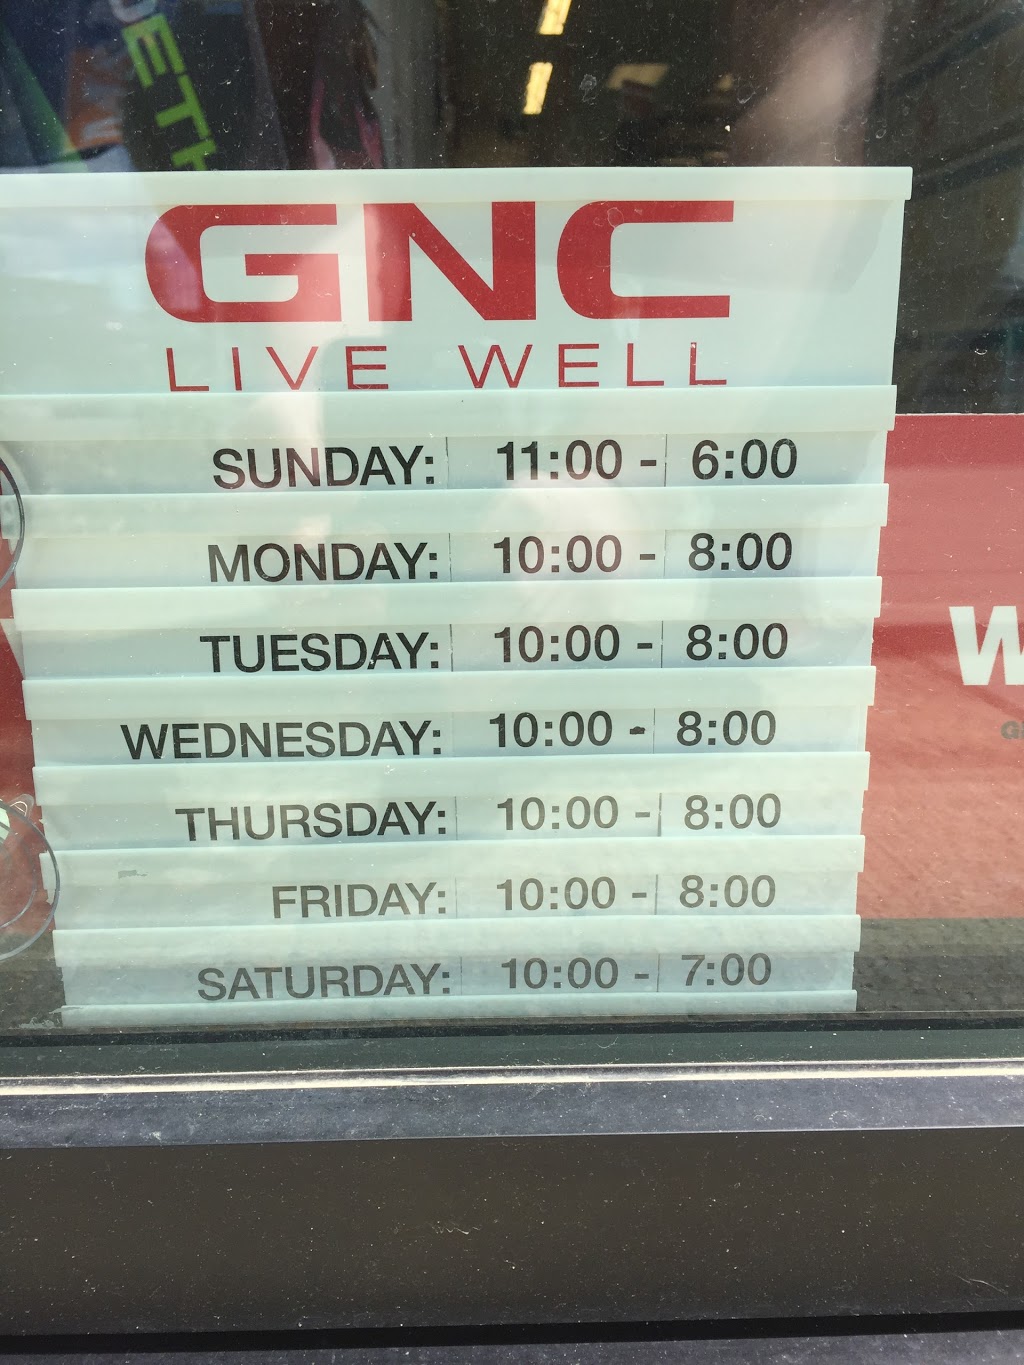 GNC
LIVE WELL
SUNDAY: 11:00 - 6:00
MONDAY: 10:00 - 8:00
TUESDAY: 10:00 - 8:00
WEDNESDAY: 10:00 - 8:00
THURSDAY: 10:00 - 8:00
FRIDAY: 10:00 - 8:00
SATURDAY: 10:00 - 7:00